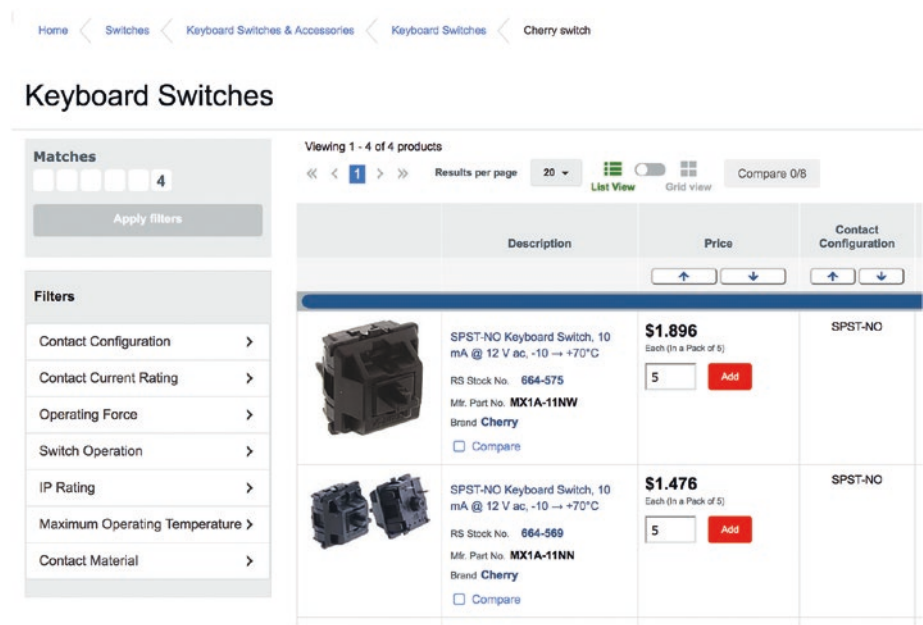 Home Switches Keyboard Switches & Accessories Keyboard Switches Cherry switch
Keyboard Switches
Matches
4
Apply filters
Filters
Contact Configuration
Contact Current Rating
Operating Force
Switch Operation
IP Rating
Maximum Operating Temperature
Contact Material
Viewing 1 - 4 of 4 products
« < 1 > » Results per page 20 List View Grid view Compare 0/8
Description Price Contact
Configuration
SPST-NO Keyboard Switch, 10
mA @ 12 V ac, -10 → +70°C
RS Stock No. 664-575
Mfr. Part No. MX1A-11NW
Brand Cherry
Compare
$1.896
Each (In a Pack of 5)
5 Add
SPST-NO
SPST-NO Keyboard Switch, 10
mA @ 12 V ac, -10 → +70°C
RS Stock No. 664-569
Mfr. Part No. MX1A-11NN
Brand Cherry
Compare
$1.476
Each (In a Pack of 5)
5 Add
SPST-NO